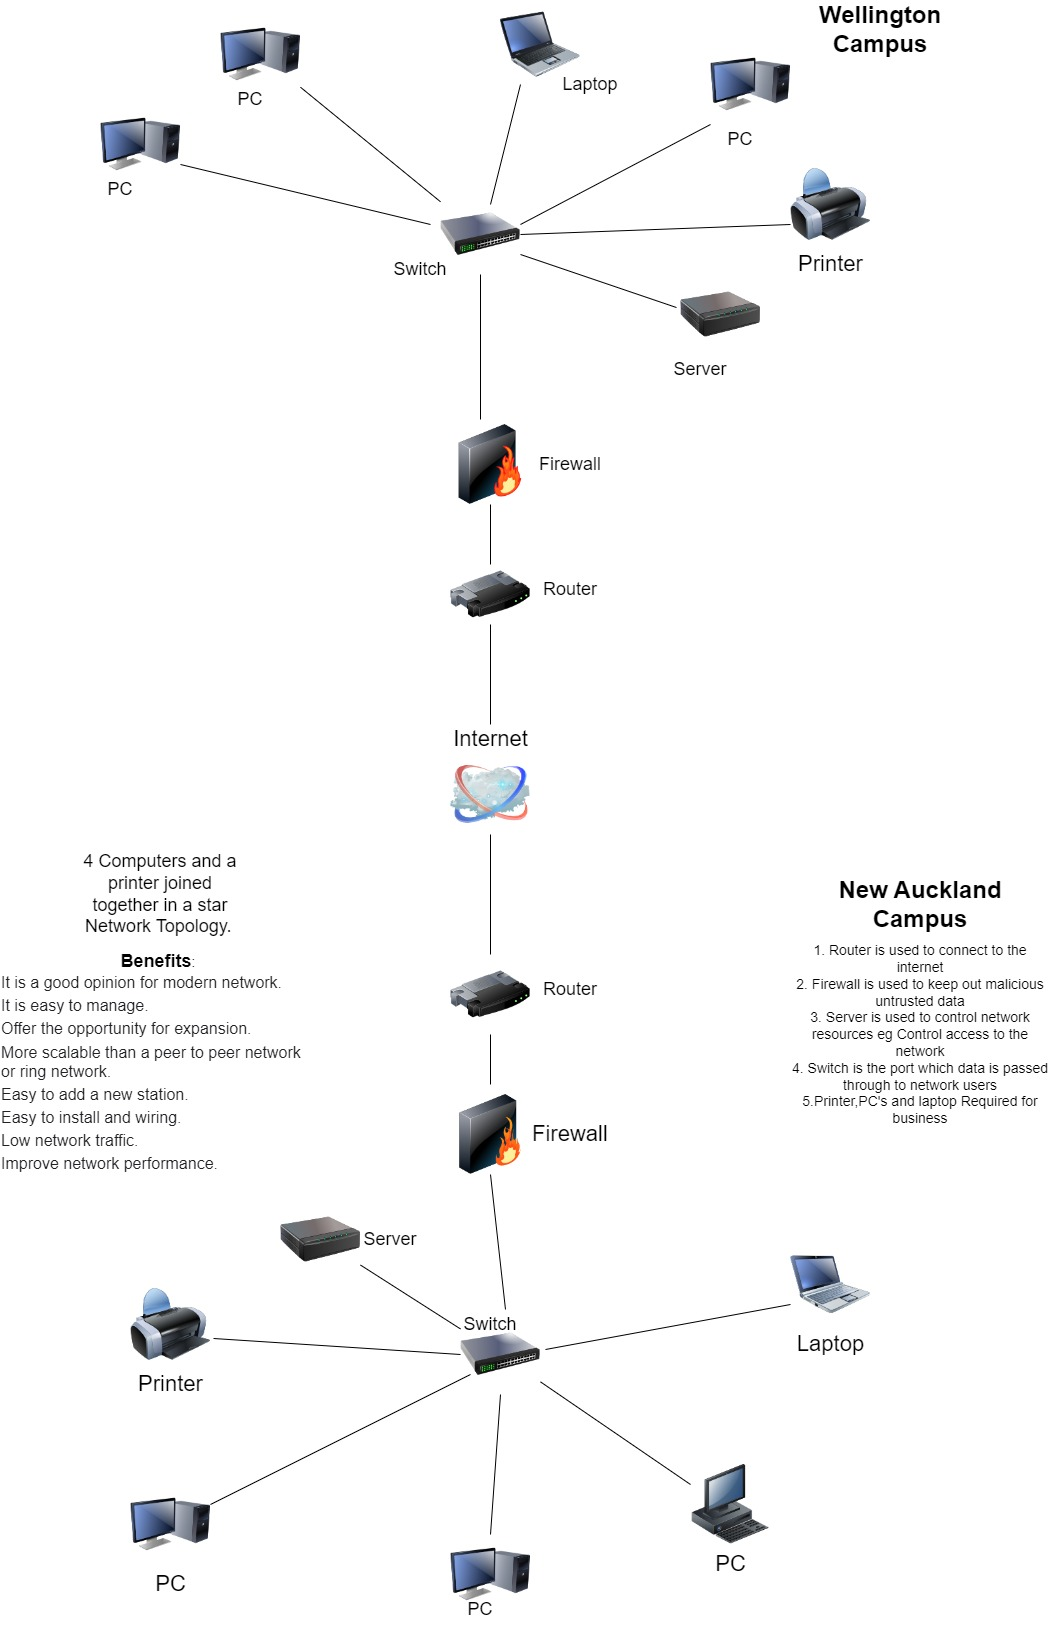 Wellington
Campus
PC
Laptop
PC
PC
Printer
Switch
Server
Firewall
Router
Internet
4 Computers and a
printer joined
together in a star
Network Topology.
Benefits:
It is a good opinion for modern network.
It is easy to manage.
Offer the opportunity for expansion.
More scalable than a peer to peer network
or ring network.
Easy to add a new station.
Easy to install and wiring.
Low network traffic.
Improve network performance.
New Auckland
Campus
1. Router is used to connect to the
internet
2. Firewall is used to keep out malicious
untrusted data
3. Server is used to control network
resources eg Control access to the
network
4. Switch is the port which data is passed
through to network users
5.Printer,PC's and laptop Required for
business
Router
Firewall
Server
Switch
Laptop
Printer
PC
PC
PC